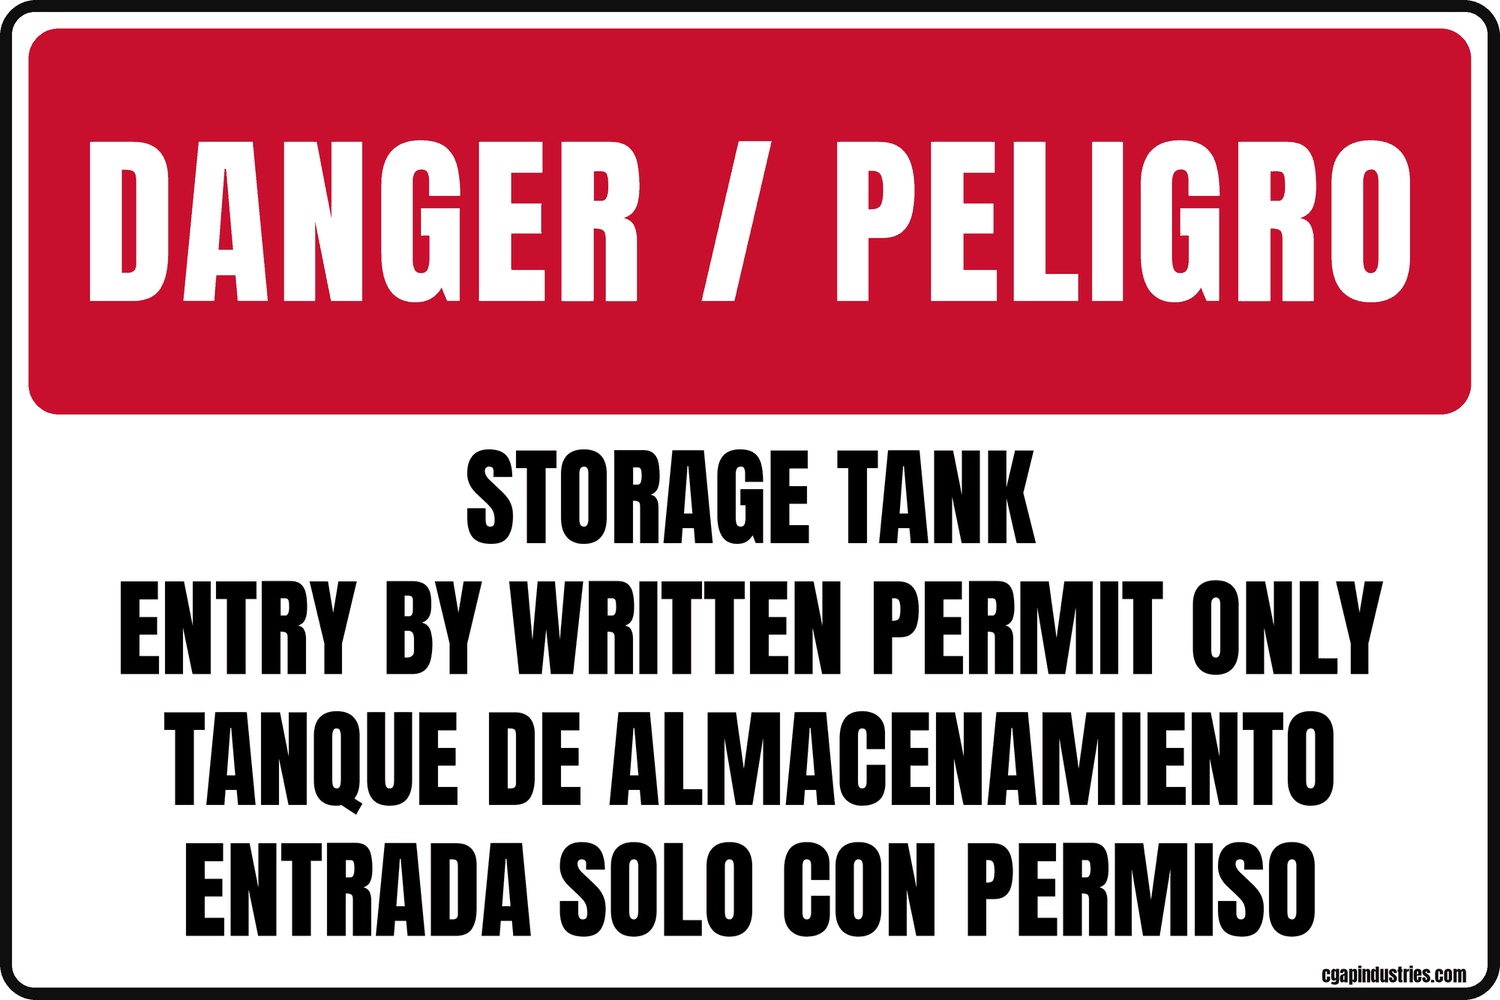 DANGER / PELIGRO
STORAGE TANK
ENTRY BY WRITTEN PERMIT ONLY
TANQUE DE ALMACENAMIENTO
ENTRADA SOLO CON PERMISO
cgapindustries.com